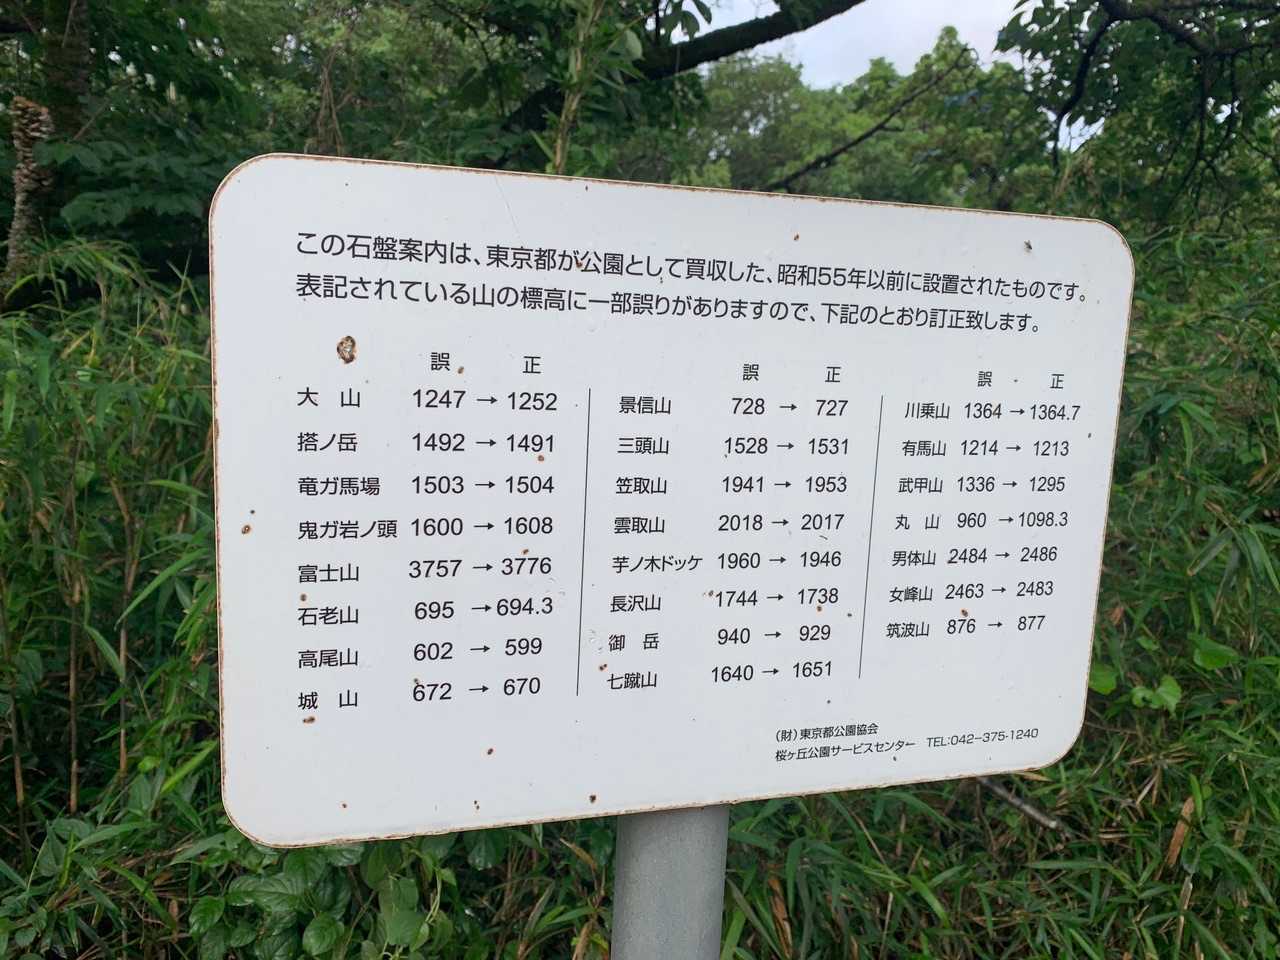 この石盤案内は、東京都が公園として買収した、昭和55年以前に設置されたものです。
表記されている山の標高に一部誤りがありますので、下記のとおり訂正致します。
誤 正
大山 1247 → 1252
搭ノ岳 1492 → 1491
竜ガ馬場 1503 → 1504
鬼ガ岩ノ頭 1600 → 1608
富士山 3757 → 3776
石老山 695 → 694.3
高尾山 602 → 599
城山 672 → 670
誤 正
景信山 728 → 727
三頭山 1528 → 1531
笠取山 1941 → 1953
雲取山 2018 → 2017
芋ノ木ドッケ 1960 → 1946
長沢山 1744 → 1738
御岳 940 → 929
七蹴山 1640 → 1651
誤 正
川乗山 1364 → 1364.7
有馬山 1214 → 1213
武甲山 1336 → 1295
丸山 960 → 1098.3
男体山 2484 → 2486
女峰山 2463 → 2483
筑波山 876 → 877
(財)東京都公園協会
桜ヶ丘公園サービスセンター TEL:042-375-1240